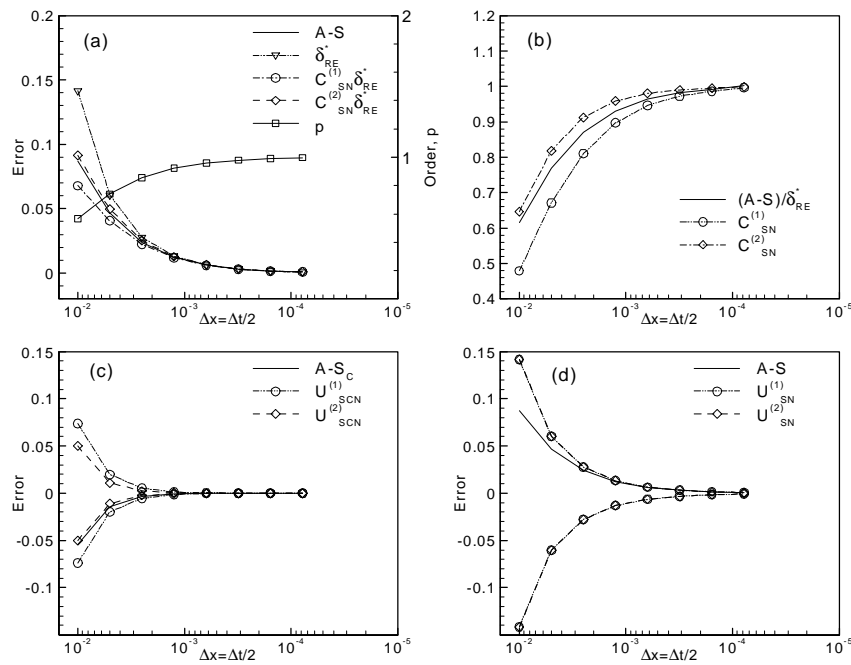 (a)
0.2
0.15
0.1
0.05
0
Error
2
1
Order, p
A-S
δ*RE
C(1)SNδ*RE
C(2)SNδ*RE
p
10-2
10-3
10-4
10-5
Δx=Δt/2
(b)
1.2
1.1
1
0.9
0.8
0.7
0.6
0.5
0.4
(A-S)/δ*RE
C(1)SN
C(2)SN
10-2
10-3
10-4
10-5
Δx=Δt/2
(c)
0.15
0.1
0.05
0
-0.05
-0.1
Error
A-SC
U(1)SCN
U(2)SCN
10-2
10-3
10-4
10-5
Δx=Δt/2
(d)
0.15
0.1
0.05
0
-0.05
-0.1
Error
A-S
U(1)SN
U(2)SN
10-2
10-3
10-4
10-5
Δx=Δt/2